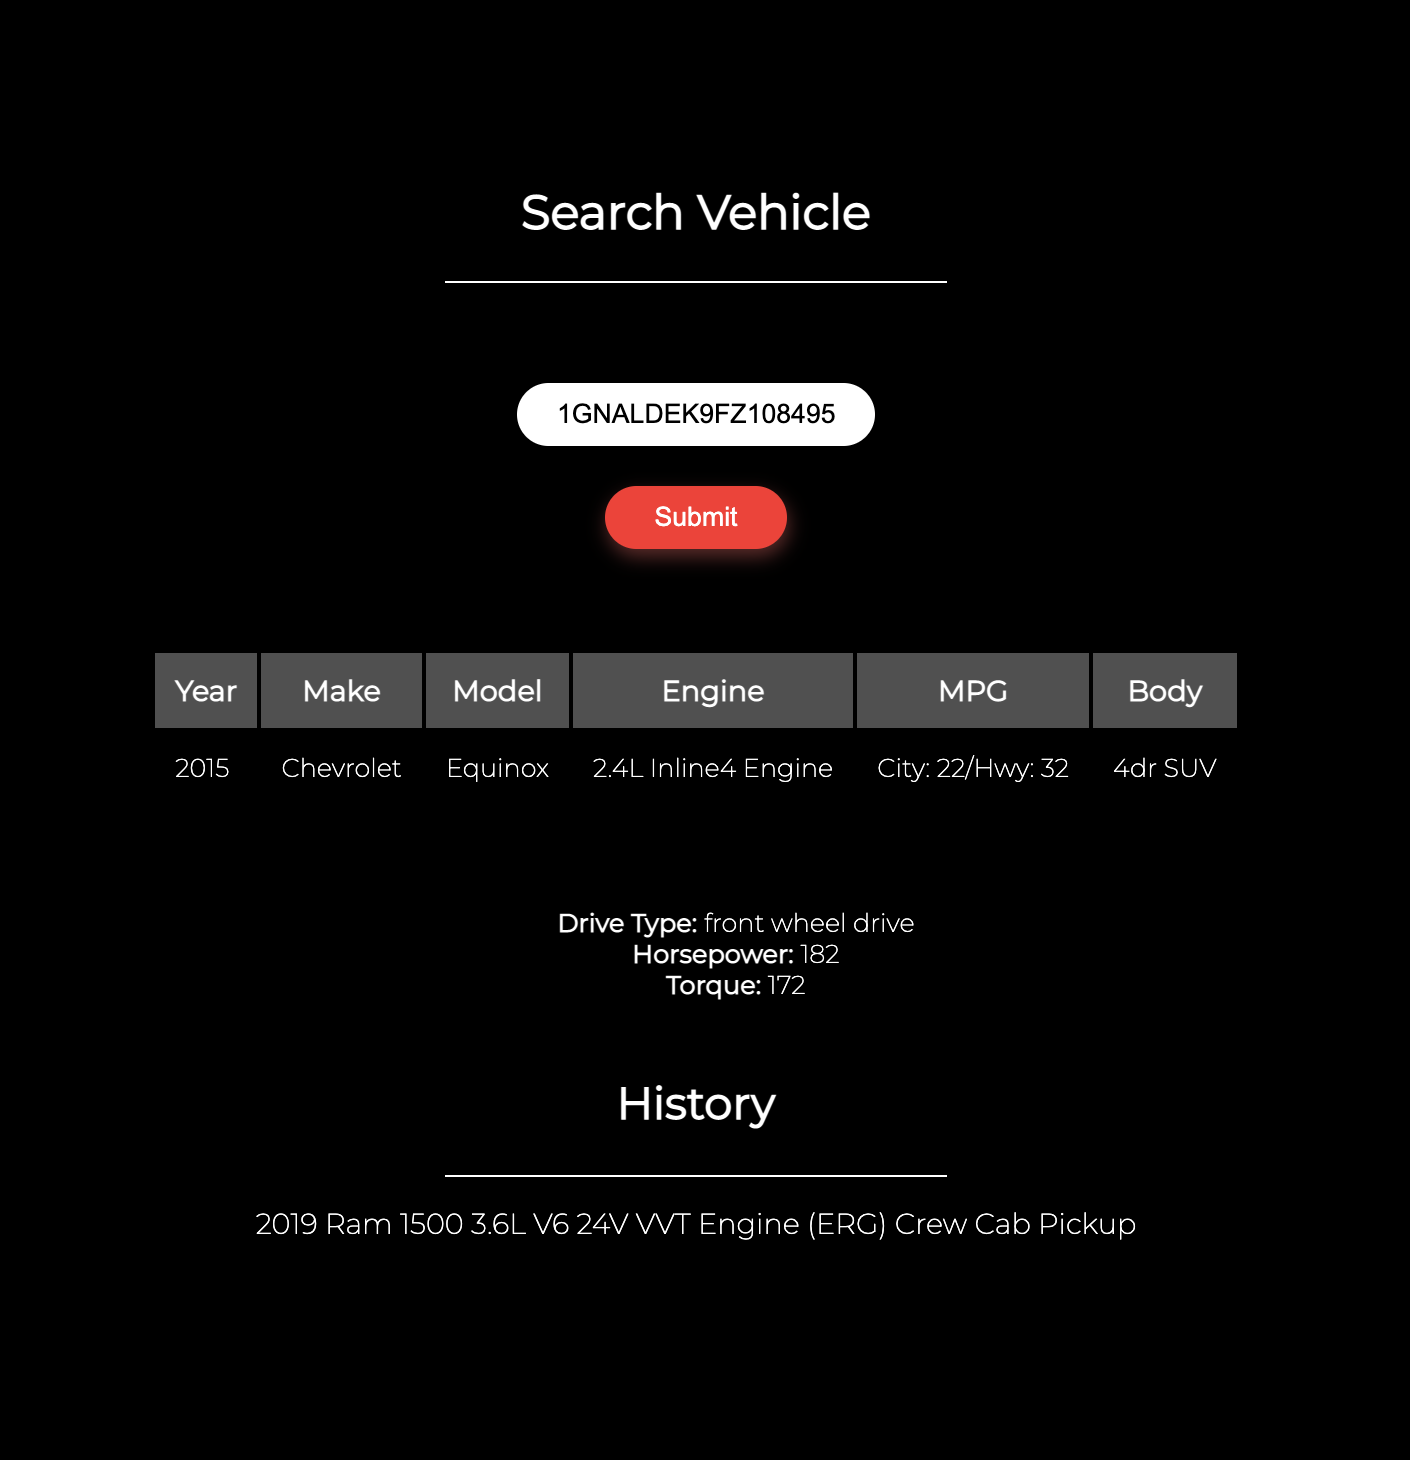 Search Vehicle
1GNALDEK9FZ108495
Submit
Year Make Model Engine MPG Body
2015 Chevrolet Equinox 2.4L Inline4 Engine City: 22/Hwy: 32 4dr SUV
Drive Type: front wheel drive
Horsepower: 182
Torque: 172
History
2019 Ram 1500 3.6L V6 24V VVT Engine (ERG) Crew Cab Pickup